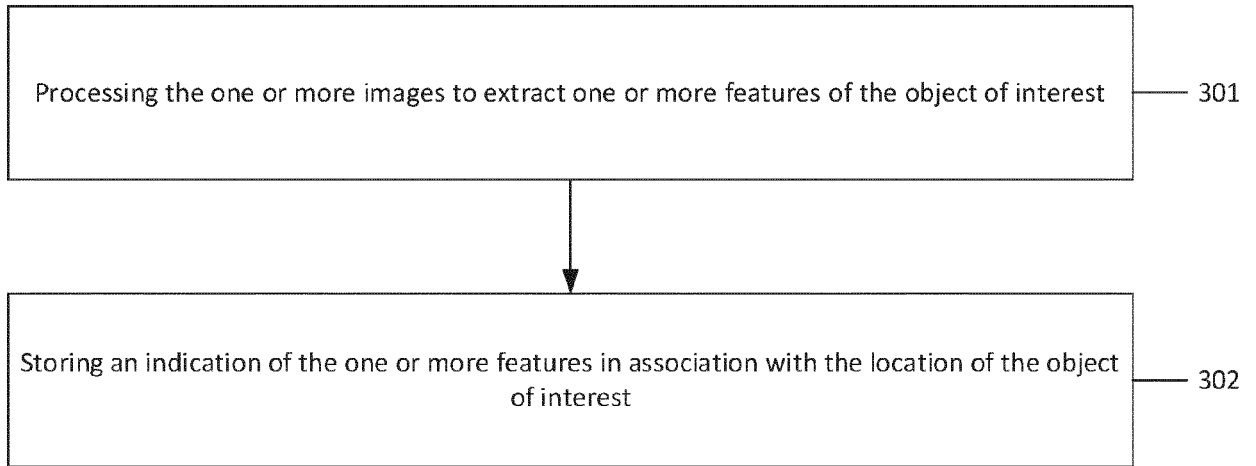 Processing the one or more images to extract one or more features of the object of interest
301
Storing an indication of the one or more features in association with the location of the object
of interest
302